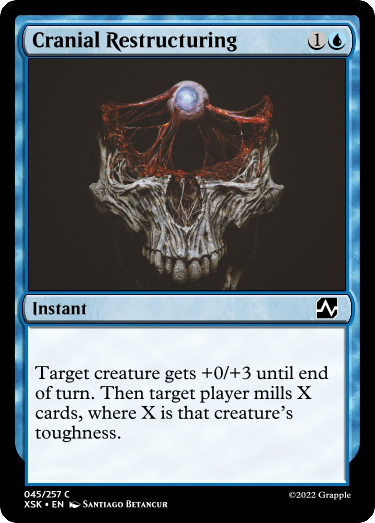 Cranial Restructuring 1
Instant
Target creature gets +0/+3 until end
of turn. Then target player mills X
cards, where X is that creature's
toughness.
045/257 C
XSK • EN Santiago Betancur
©2022 Grapple